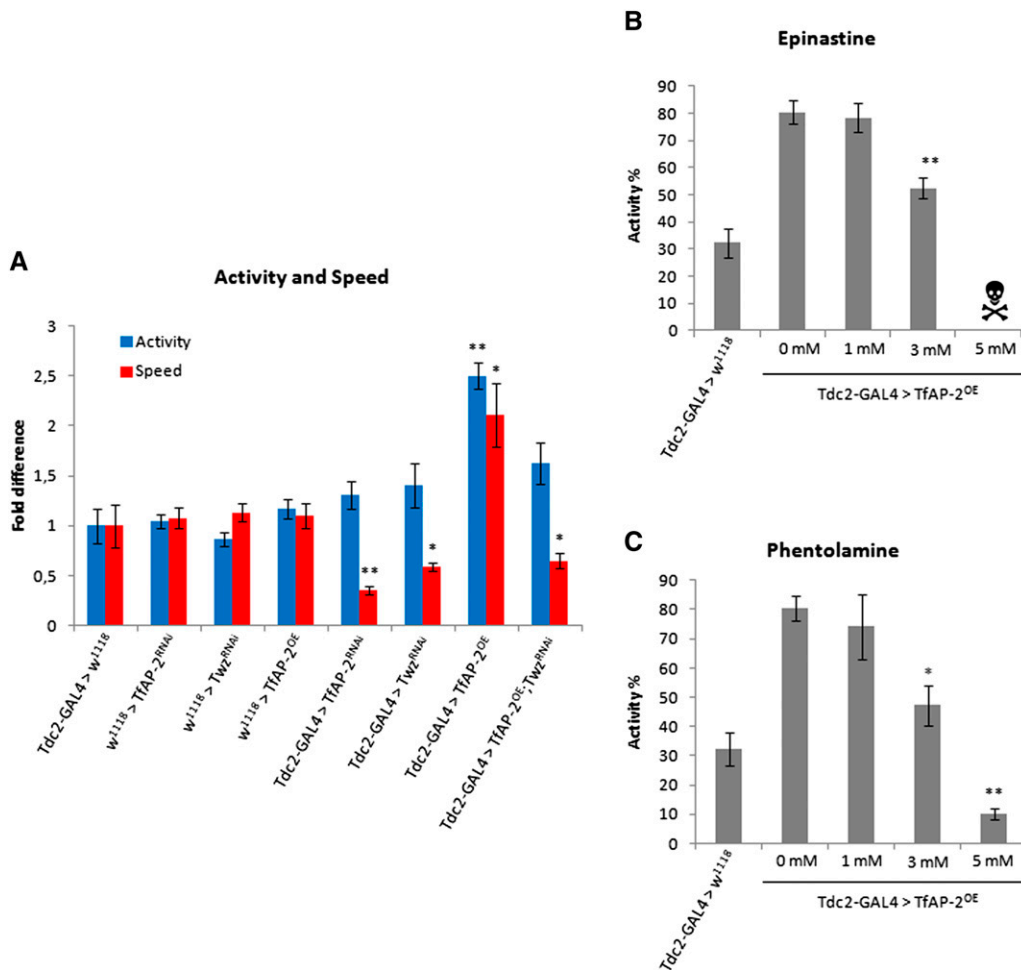 A
Activity and Speed
Activity
Speed
Fold difference
3
2,5
2
1,5
1
0,5
0
**
*
**
*
*
Tdc2-GAL4 > w¹¹¹⁸
w¹¹¹⁸ > TfAP-2ᴿᴺᴬⁱ
w¹¹¹⁸ > Twzᴿᴺᴬⁱ
w¹¹¹⁸ > TfAP-2ᴼᴱ
Tdc2-GAL4 > TfAP-2ᴿᴺᴬⁱ
Tdc2-GAL4 > Twzᴿᴺᴬⁱ
Tdc2-GAL4 > TfAP-2ᴼᴱ
Tdc2-GAL4 > TfAP-2ᴼᴱ;Twzᴿᴺᴬⁱ
B
Epinastine
Activity %
90
80
70
60
50
40
30
20
10
0
**
Tdc2-GAL4 > w¹¹¹⁸
0 mM 1 mM 3 mM 5 mM
Tdc2-GAL4 > TfAP-2ᴼᴱ
C
Phentolamine
Activity %
90
80
70
60
50
40
30
20
10
0
*
**
Tdc2-GAL4 > w¹¹¹⁸
0 mM 1 mM 3 mM 5 mM
Tdc2-GAL4 > TfAP-2ᴼᴱ